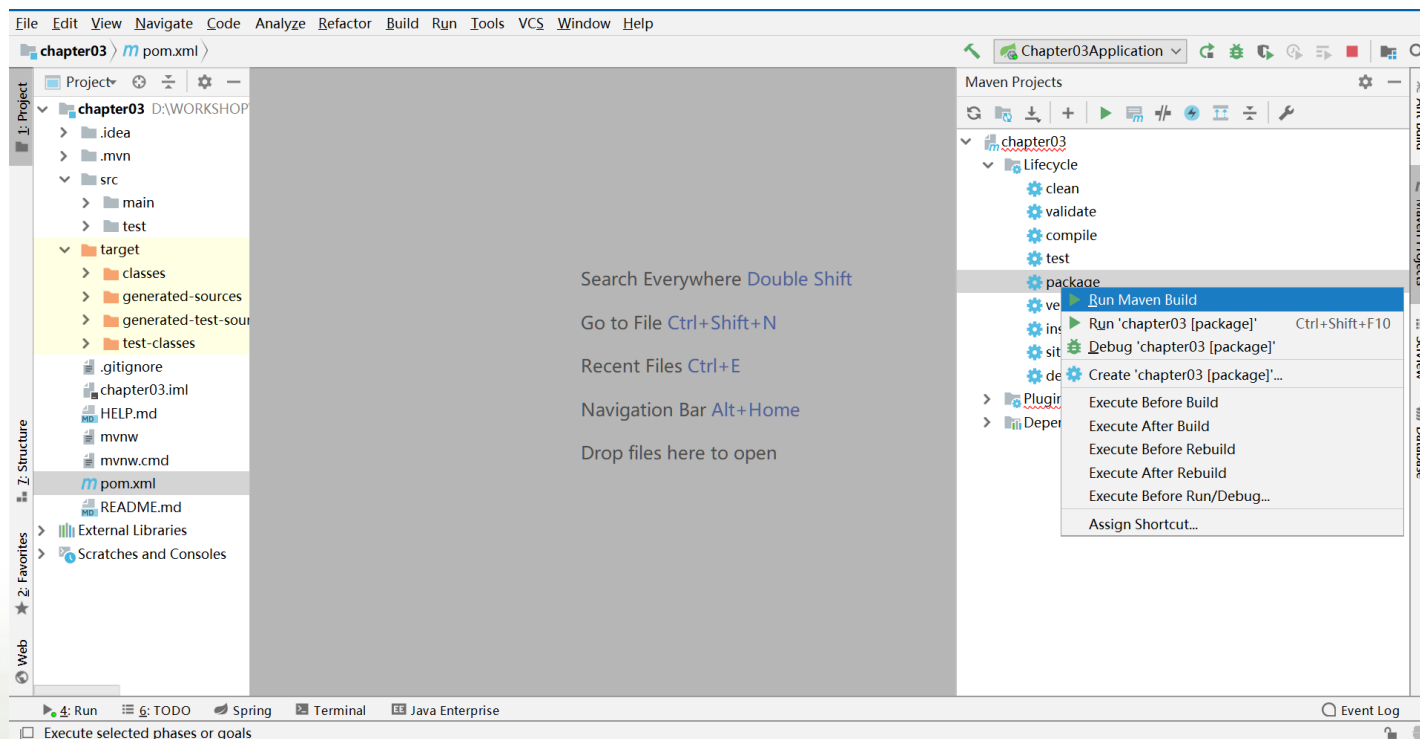 File Edit View Navigate Code Analyze Refactor Build Run Tools VCS Window Help
chapter03 pom.xml
Chapter03Application
Project
Maven Projects
1: Project
chapter03 D:\WORKSHOP
.idea
.mvn
src
main
test
target
classes
generated-sources
generated-test-sour
test-classes
.gitignore
chapter03.iml
HELP.md
mvnw
mvnw.cmd
pom.xml
README.md
External Libraries
Scratches and Consoles
Z: Structure
2: Favorites
Web
Search Everywhere Double Shift
Go to File Ctrl+Shift+N
Recent Files Ctrl+E
Navigation Bar Alt+Home
Drop files here to open
chapter03
Lifecycle
clean
validate
compile
test
package
ve
ins
sit
de
Plugin
Depen
Run Maven Build
Run 'chapter03 [package]' Ctrl+Shift+F10
Debug 'chapter03 [package]'
Create 'chapter03 [package]'...
Execute Before Build
Execute After Build
Execute Before Rebuild
Execute After Rebuild
Execute Before Run/Debug...
Assign Shortcut...
4: Run 6: TODO Spring Terminal Java Enterprise Event Log
Execute selected phases or goals